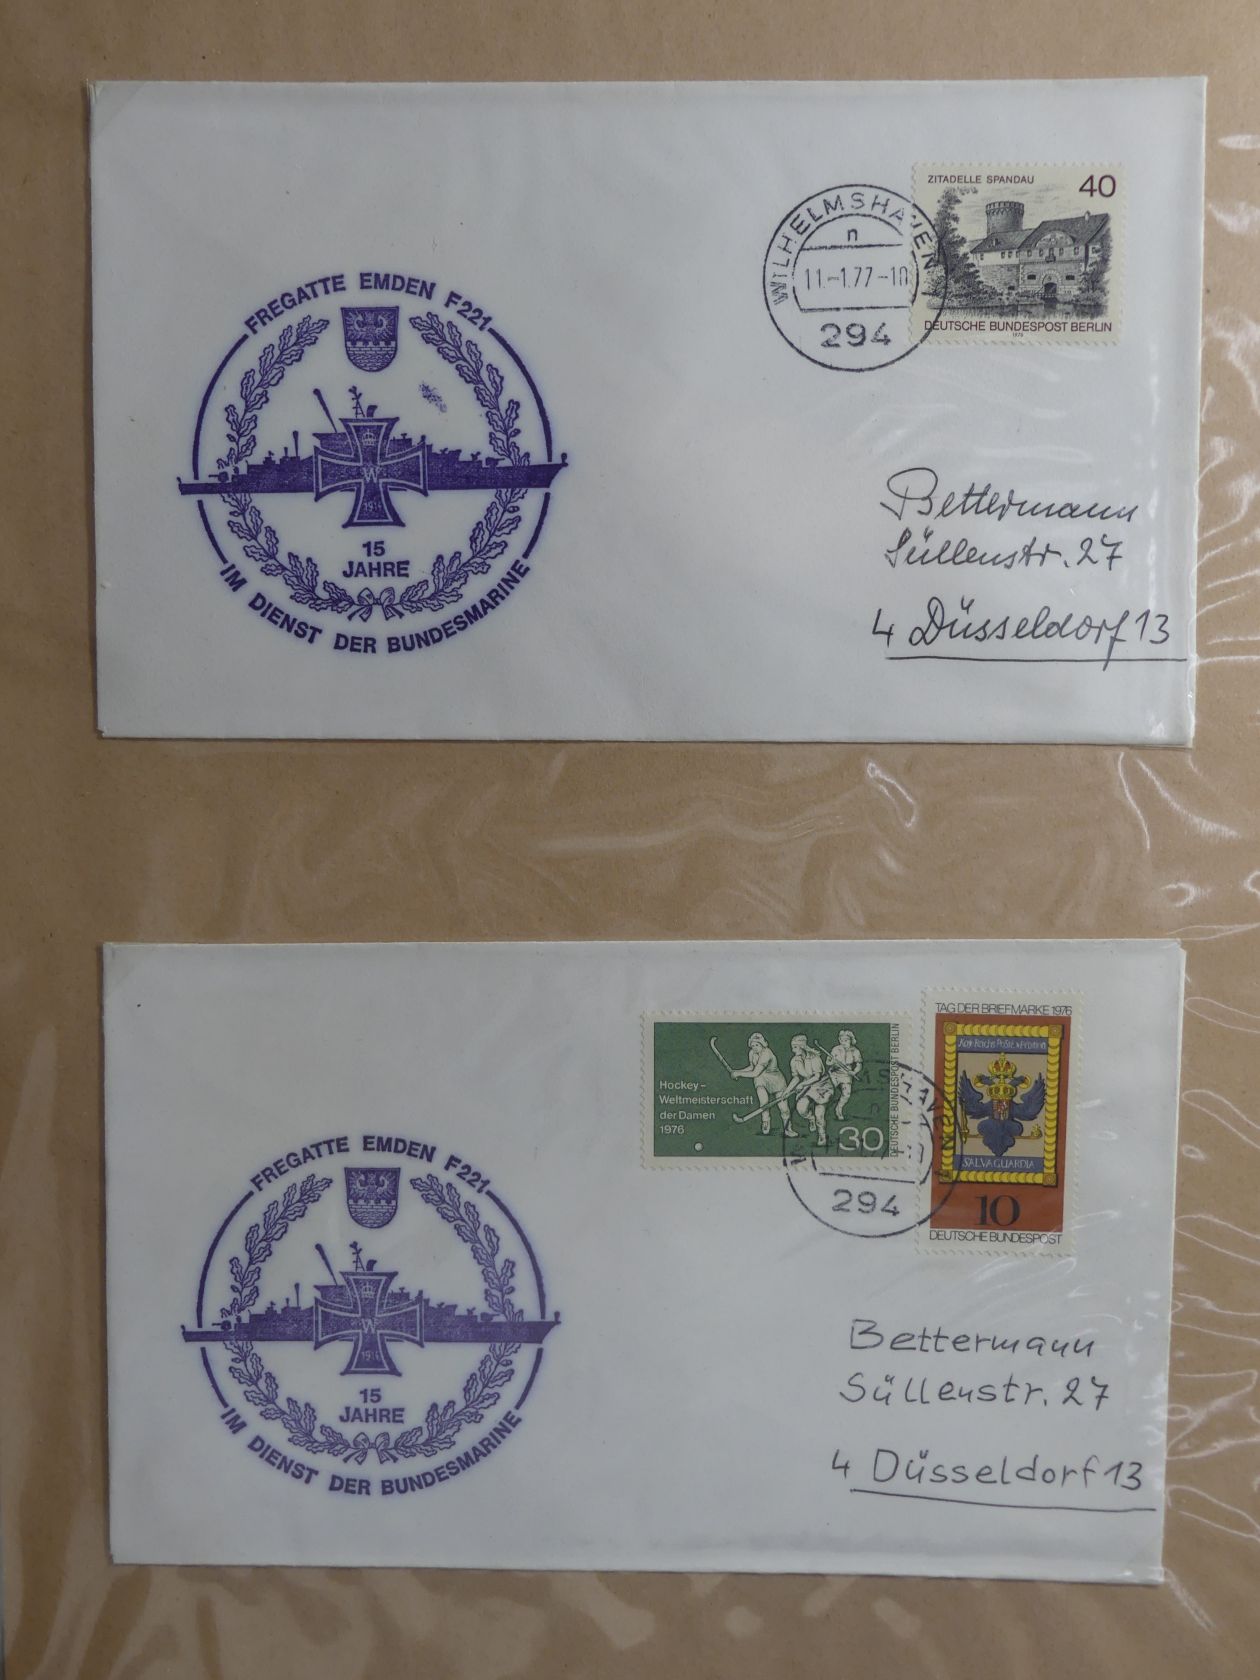 ZITADELLE SPANDAU
40
DEUTSCHE BUNDESPOST BERLIN
1976
WILHELMSHAVEN
n
11.-1.77-10
294
FREGATTE EMDEN F221
W
15
JAHRE
IM DIENST DER BUNDESMARINE
Bettermann
Süllenstr. 27
4 Düsseldorf 13
Hockey-
Weltmeisterschaft
der Damen
1976
30
DEUTSCHE BUNDESPOST BERLIN
TAG DER BRIEFMARKE 1976
SALVA GUARDIA
10
DEUTSCHE BUNDESPOST
294
FREGATTE EMDEN F221
W
15
JAHRE
IM DIENST DER BUNDESMARINE
Bettermann
Süllenstr. 27
4 Düsseldorf 13